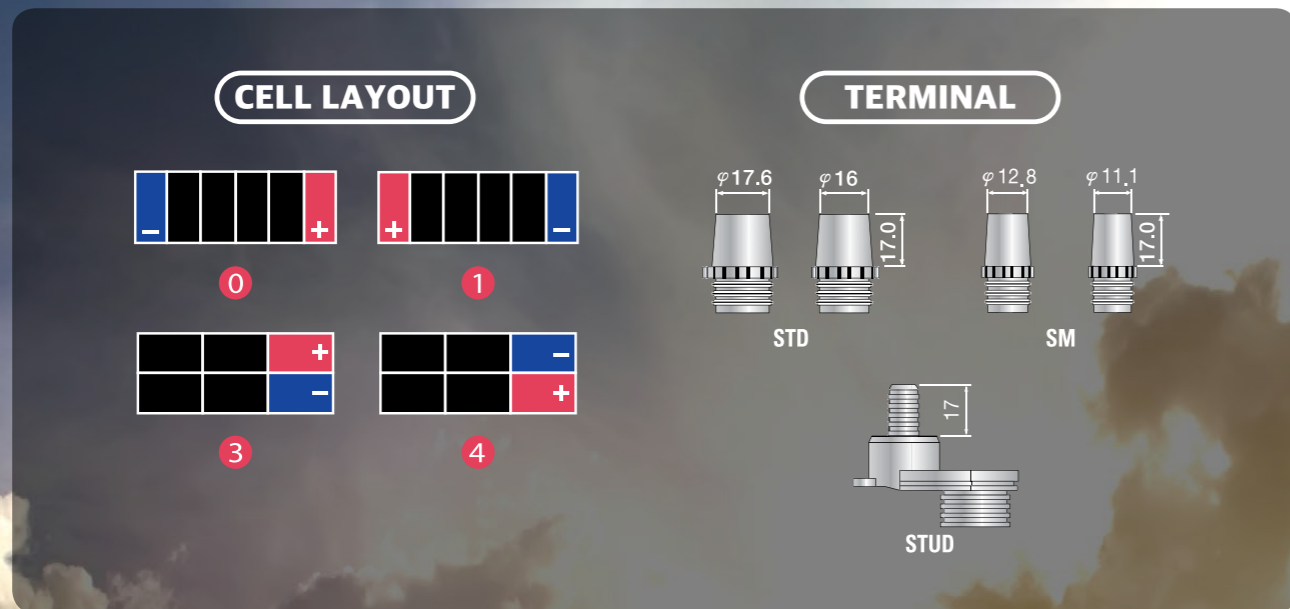 CELL LAYOUT
− +
0
+ −
1
+
−
3
−
+
4
TERMINAL
φ17.6 φ16
17.0
STD
φ12.8 φ11.1
17.0
SM
17
STUD